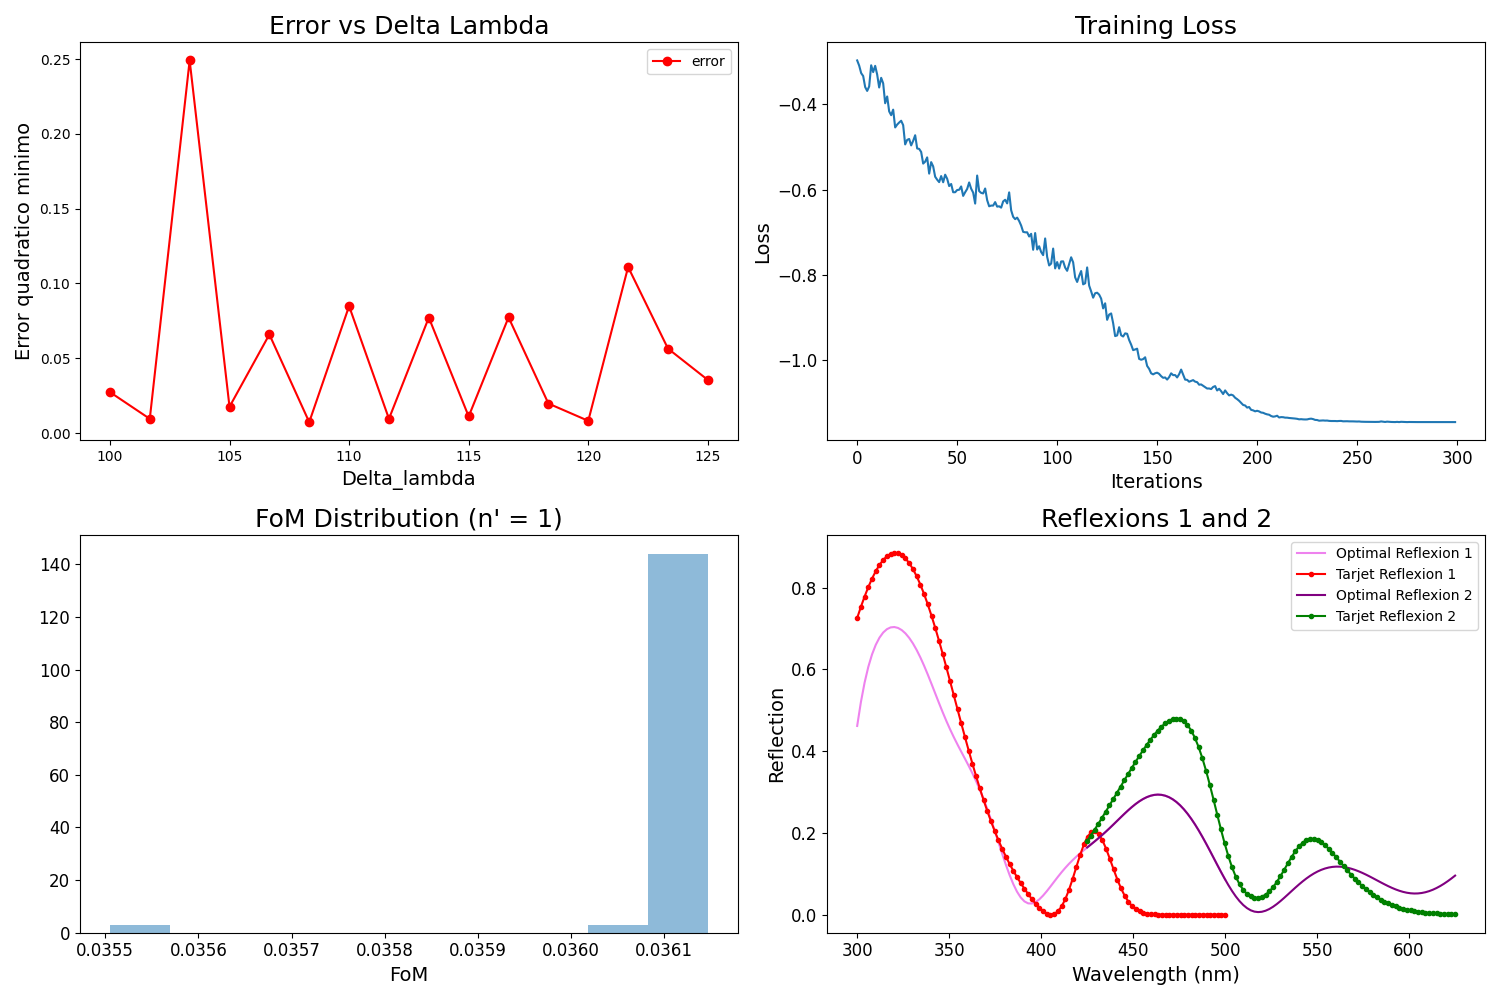 Error vs Delta Lambda
error
Error quadratico minimo
0.25
0.20
0.15
0.10
0.05
0.00
100 105 110 115 120 125
Delta_lambda
Training Loss
Loss
−0.4
−0.6
−0.8
−1.0
0 50 100 150 200 250 300
Iterations
FoM Distribution (n' = 1)
140
120
100
80
60
40
20
0
0.0355 0.0356 0.0357 0.0358 0.0359 0.0360 0.0361
FoM
Reflexions 1 and 2
Optimal Reflexion 1
Tarjet Reflexion 1
Optimal Reflexion 2
Tarjet Reflexion 2
Reflection
0.8
0.6
0.4
0.2
0.0
300 350 400 450 500 550 600
Wavelength (nm)